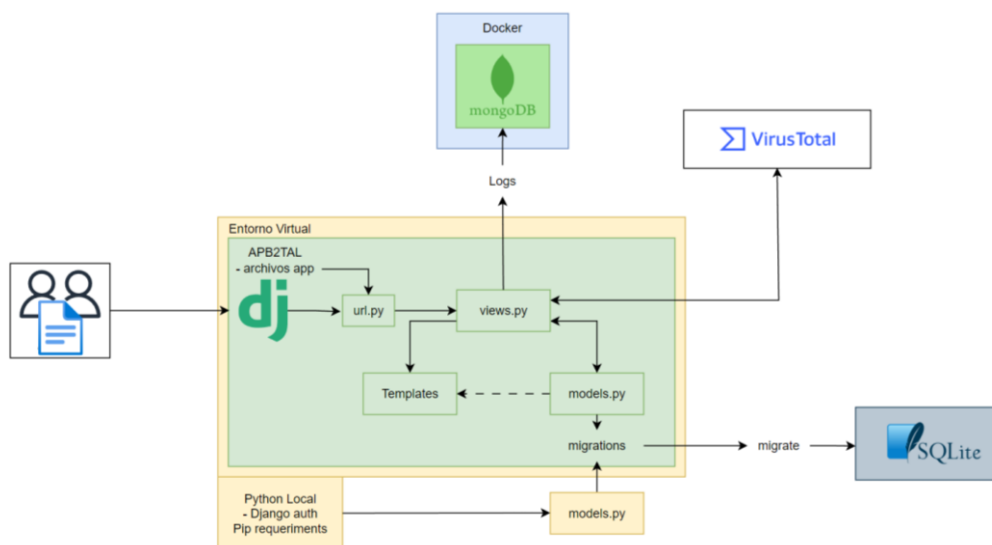 Docker
mongoDB
VirusTotal
Logs
Entorno Virtual
APB2TAL
- archivos app
dj
url.py
views.py
Templates
models.py
migrations
migrate
SQLite
Python Local
- Django auth
Pip requeriments
models.py